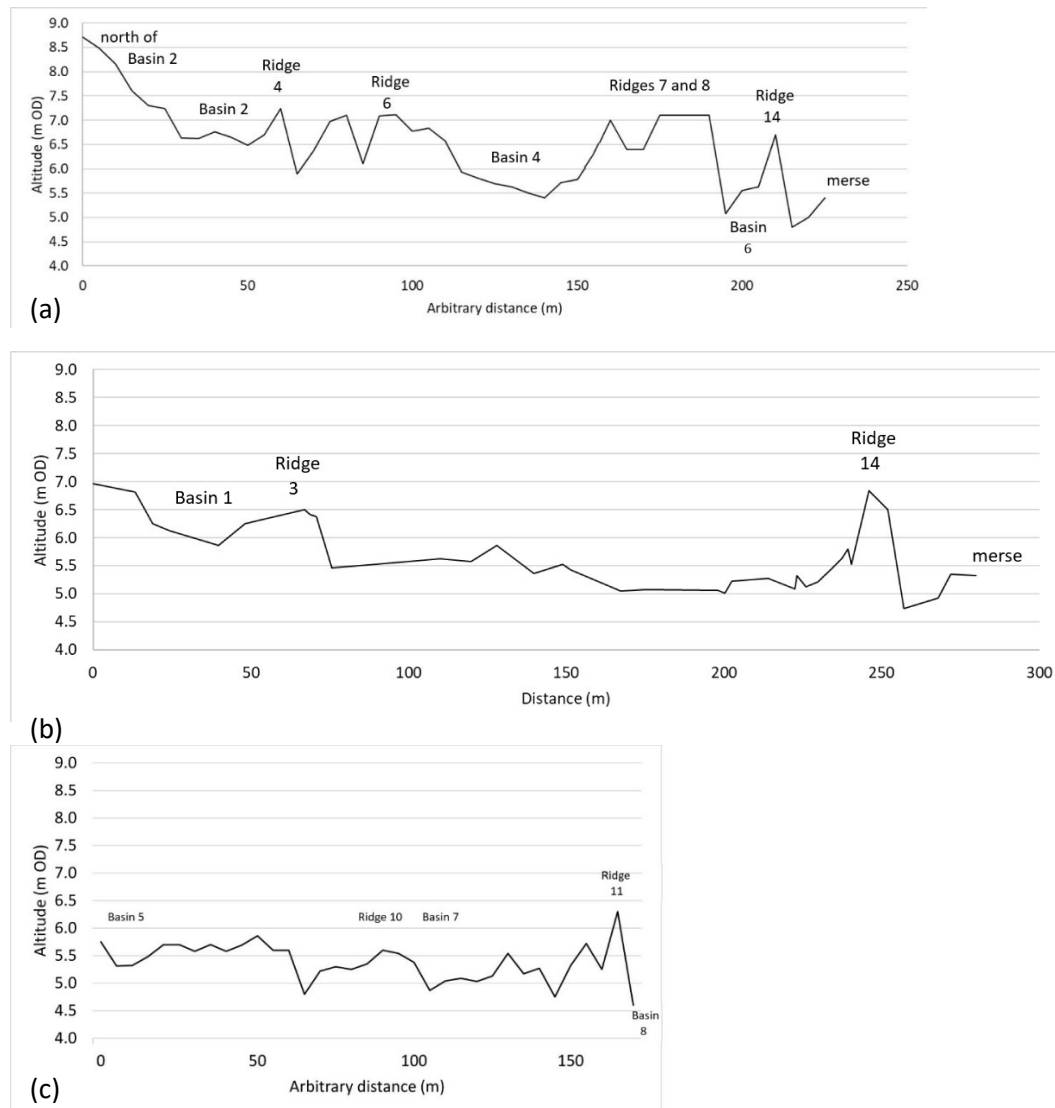 9.0
8.5
8.0
7.5
7.0
6.5
6.0
5.5
5.0
4.5
4.0
Altitude (m OD)
north of
Basin 2
Basin 2
Ridge
4
Ridge
6
Basin 4
Ridges 7 and 8
Ridge
14
Basin
6
merse
0
50
100
150
200
250
Arbitrary distance (m)
(a)
9.0
8.5
8.0
7.5
7.0
6.5
6.0
5.5
5.0
4.5
4.0
Altitude (m OD)
Basin 1
Ridge
3
Ridge
14
merse
0
50
100
150
200
250
300
Distance (m)
(b)
9.0
8.5
8.0
7.5
7.0
6.5
6.0
5.5
5.0
4.5
4.0
Altitude (m OD)
Basin 5
Ridge 10
Basin 7
Ridge
11
Basin
8
0
50
100
150
Arbitrary distance (m)
(c)